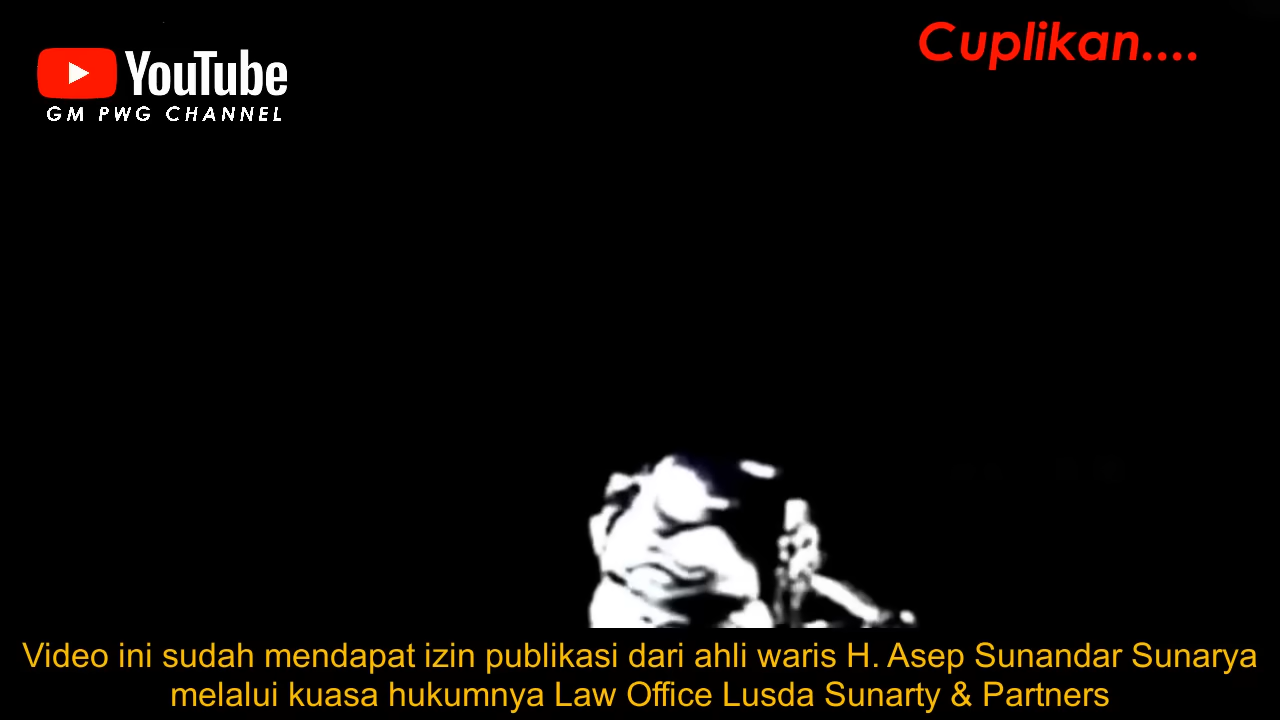 Cuplikan....
YouTube
GM PWG CHANNEL
Video ini sudah mendapat izin publikasi dari ahli waris H. Asep Sunandar Sunarya
melalui kuasa hukumnya Law Office Lusda Sunarty & Partners